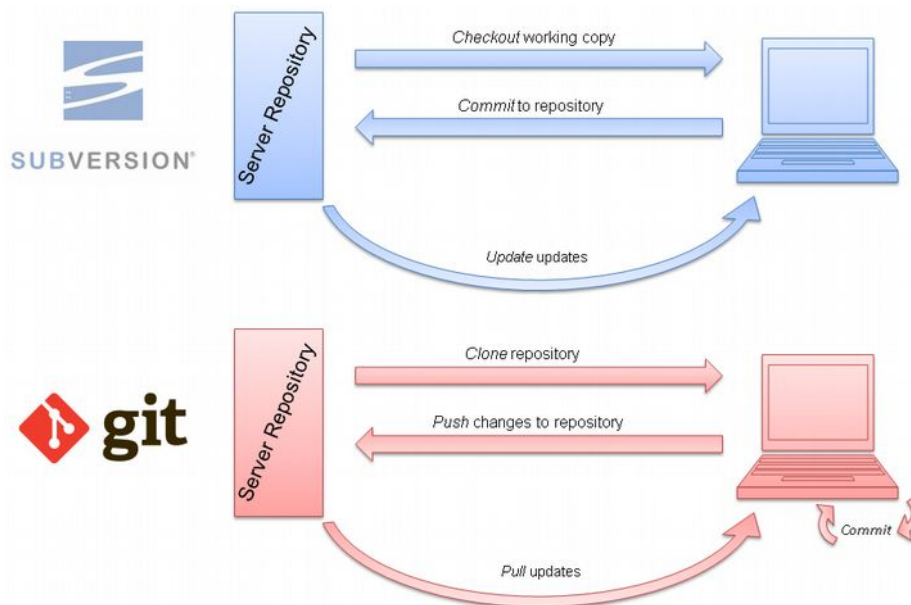 Checkout working copy
Server Repository
Commit to repository
SUBVERSION®
Update updates
Clone repository
Server Repository
Push changes to repository
git
Commit
Pull updates